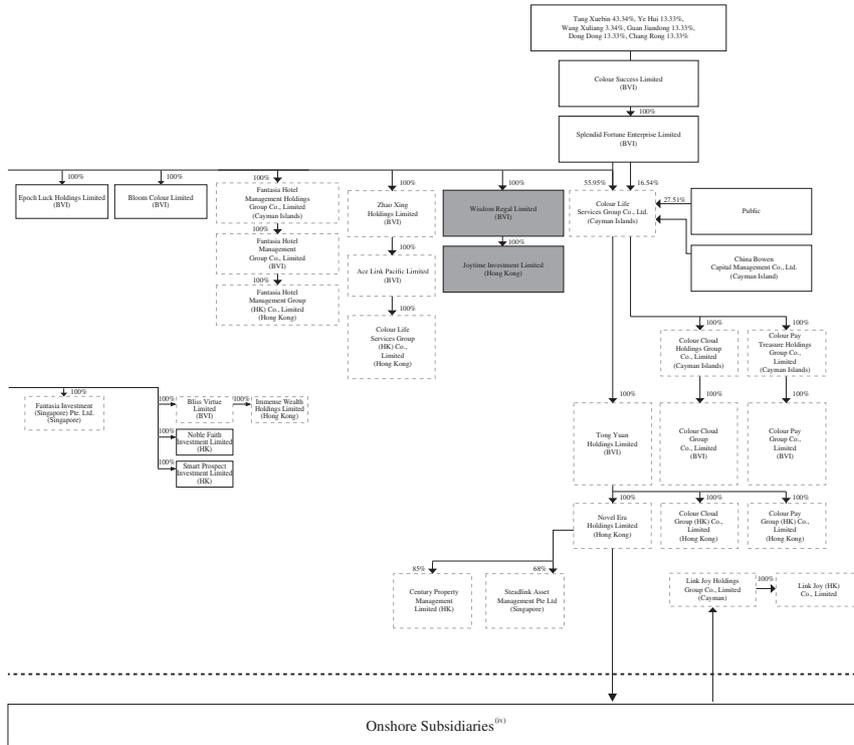 Tang Xuebin 43.34%, Ye Hui 13.33%,
Wang Xuliang 3.34%, Guan Jiandong 13.33%,
Dong Dong 13.33%, Chang Rong 13.33%
Colour Success Limited
(BVI)
100%
Splendid Fortune Enterprise Limited
(BVI)
100%
100%
100%
100%
100%
55.95%
16.54%
Epoch Luck Holdings Limited
(BVI)
Bloom Colour Limited
(BVI)
Fantasia Hotel
Management Holdings
Group Co., Limited
(Cayman Islands)
Zhao Xing
Holdings Limited
(BVI)
Wisdom Regal Limited
(BVI)
Colour Life
Services Group Co., Ltd.
(Cayman Islands)
27.51%
Public
100%
Fantasia Hotel
Management
Group Co., Limited
(BVI)
100%
Ace Link Pacific Limited
(BVI)
100%
Joytime Investment Limited
(Hong Kong)
China Bowen
Capital Management Co., Ltd.
(Cayman Island)
100%
Fantasia Hotel
Management Group
(HK) Co., Limited
(Hong Kong)
100%
Colour Life
Services Group
(HK) Co.,
Limited
(Hong Kong)
100%
Colour Cloud
Holdings Group
Co., Limited
(Cayman Islands)
100%
Colour Pay
Treasure Holdings
Group Co.,
Limited
(Cayman Islands)
100%
Fantasia Investment
(Singapore) Pte. Ltd.
(Singapore)
100%
Bliss Virtue
Limited
(BVI)
100%
Immense Wealth
Holdings Limited
(Hong Kong)
100%
Noble Faith
Investment Limited
(HK)
100%
Smart Prospect
Investment Limited
(HK)
100%
Tong Yuan
Holdings Limited
(BVI)
100%
Colour Cloud
Group
Co., Limited
(BVI)
100%
Colour Pay
Group Co.,
Limited
(BVI)
100%
Novel Era
Holdings Limited
(Hong Kong)
100%
Colour Cloud
Group (HK) Co.,
Limited
(Hong Kong)
100%
Colour Pay
Group (HK) Co.,
Limited
(Hong Kong)
85%
Century Property
Management
Limited (HK)
68%
Steadlink Asset
Management Pte Ltd
(Singapore)
Link Joy Holdings
Group Co., Limited
(Cayman)
100%
Link Joy (HK)
Co., Limited
Onshore Subsidiaries(iv)